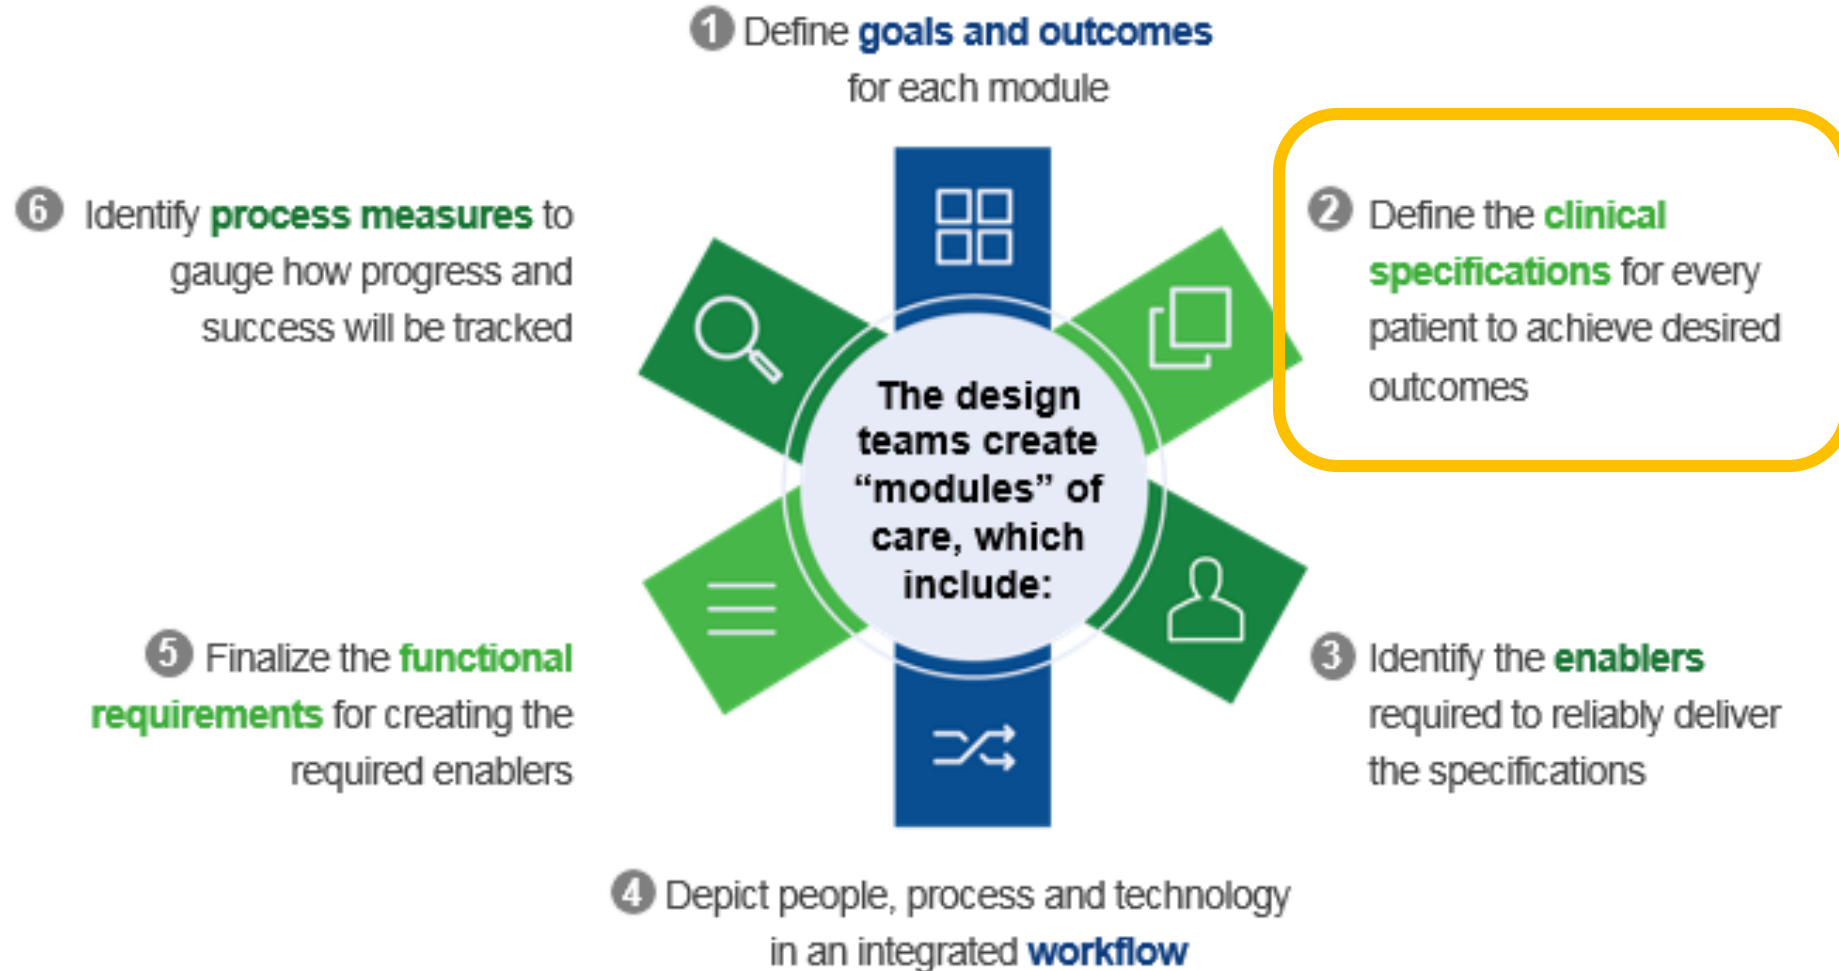 1 Define goals and outcomes
for each module
2 Define the clinical
specifications for every
patient to achieve desired
outcomes
3 Identify the enablers
required to reliably deliver
the specifications
4 Depict people, process and technology
in an integrated workflow
5 Finalize the functional
requirements for creating the
required enablers
6 Identify process measures to
gauge how progress and
success will be tracked
The design
teams create
“modules” of
care, which
include: